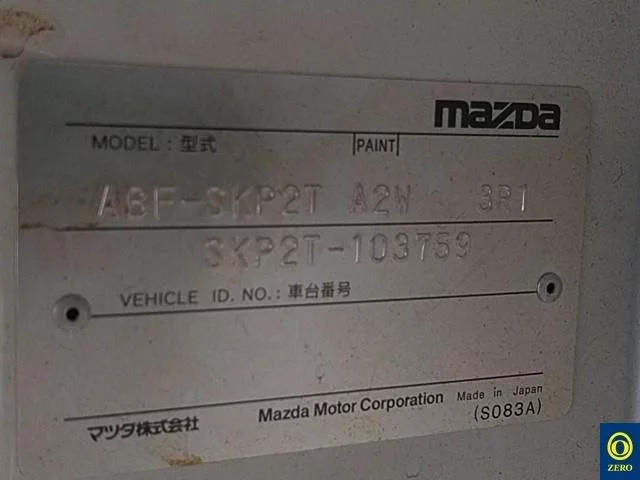 mazda
MODEL : 型式 PAINT
ABF-SKP2T A2W 3R1
SKP2T-103759
VEHICLE ID. NO. : 車台番号
マツダ株式会社 Mazda Motor Corporation Made in Japan
(S083A)
ZERO